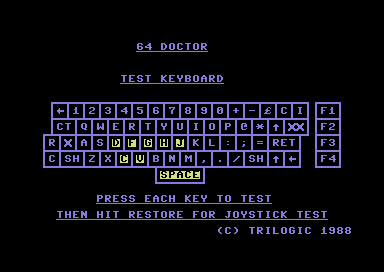 64 DOCTOR
TEST KEYBOARD
← 1 2 3 4 5 6 7 8 9 0 + - £ C I F1
CT Q W E R T Y U I O P @ * ↑ XX F2
R X A S D F G H J K L : ; = RET F3
C SH Z X C U B N M , . / SH ↑ ← F4
SPACE
PRESS EACH KEY TO TEST
THEN HIT RESTORE FOR JOYSTICK TEST
(C) TRILOGIC 1988